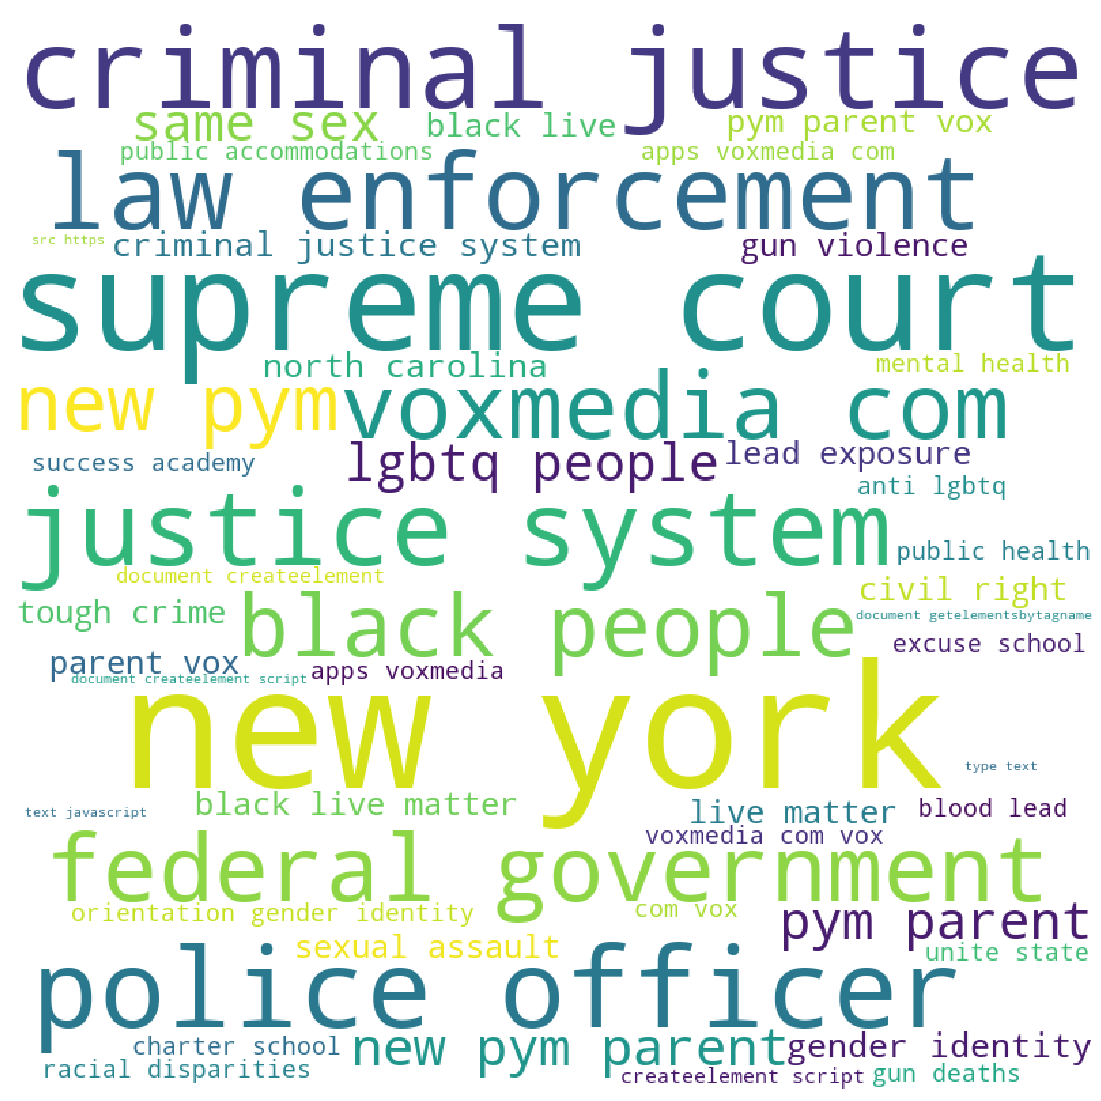 criminal justice
same sex
black live
pym parent vox
public accommodations
apps voxmedia com
law enforcement
src https
criminal justice system
gun violence
supreme court
north carolina
mental health
new pym
voxmedia com
success academy
lgbtq people
lead exposure
anti lgbtq
justice system
public health
document createelement
civil right
tough crime
black people
document getelementsbytagname
excuse school
parent vox
apps voxmedia
document createelement script
new york
type text
text javascript
black live matter
live matter
blood lead
voxmedia com vox
federal government
orientation gender identity
com vox
pym parent
sexual assault
unite state
police officer
charter school
new pym parent
gender identity
racial disparities
createelement script
gun deaths